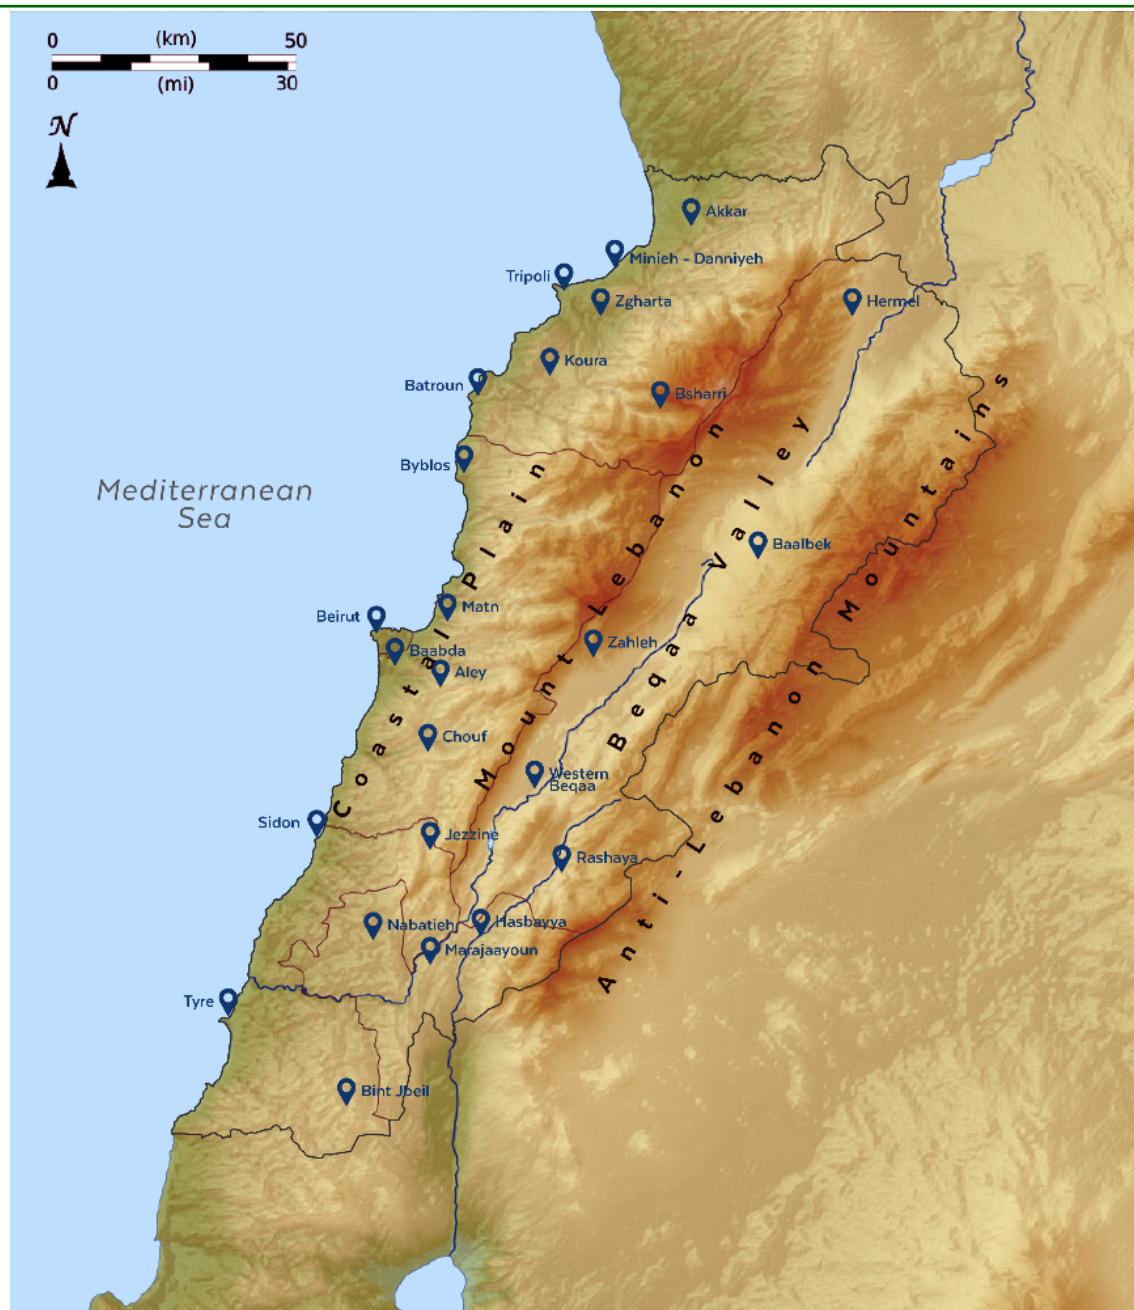 0 (km) 50
0 (mi) 30
N
Akkar
Minieh - Danniyeh
Tripoli
Zgharta
Hermel
Koura
Batroun
Bsharri
Byblos
Mediterranean
Sea
Baalbek
Matn
Beirut
Baabda
Zahleh
Aley
Chouf
Western
Beqaa
Sidon
Jezzine
Rashaya
Nabatieh
Hasbayya
Marajaayoun
Tyre
Bint Jbeil
Coastal Plain
Mount Lebanon
Beqaa Valley
Anti-Lebanon Mountains